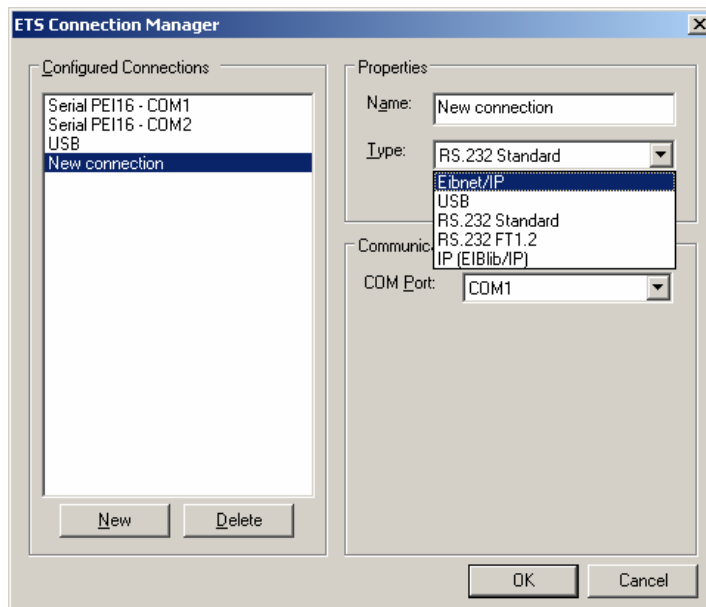 ETS Connection Manager
Configured Connections
Serial PEI16 - COM1
Serial PEI16 - COM2
USB
New connection
New
Delete
Properties
Name: New connection
Type: RS.232 Standard
Eibnet/IP
USB
RS.232 Standard
RS.232 FT1.2
IP (EIBlib/IP)
Communic
COM Port: COM1
OK
Cancel